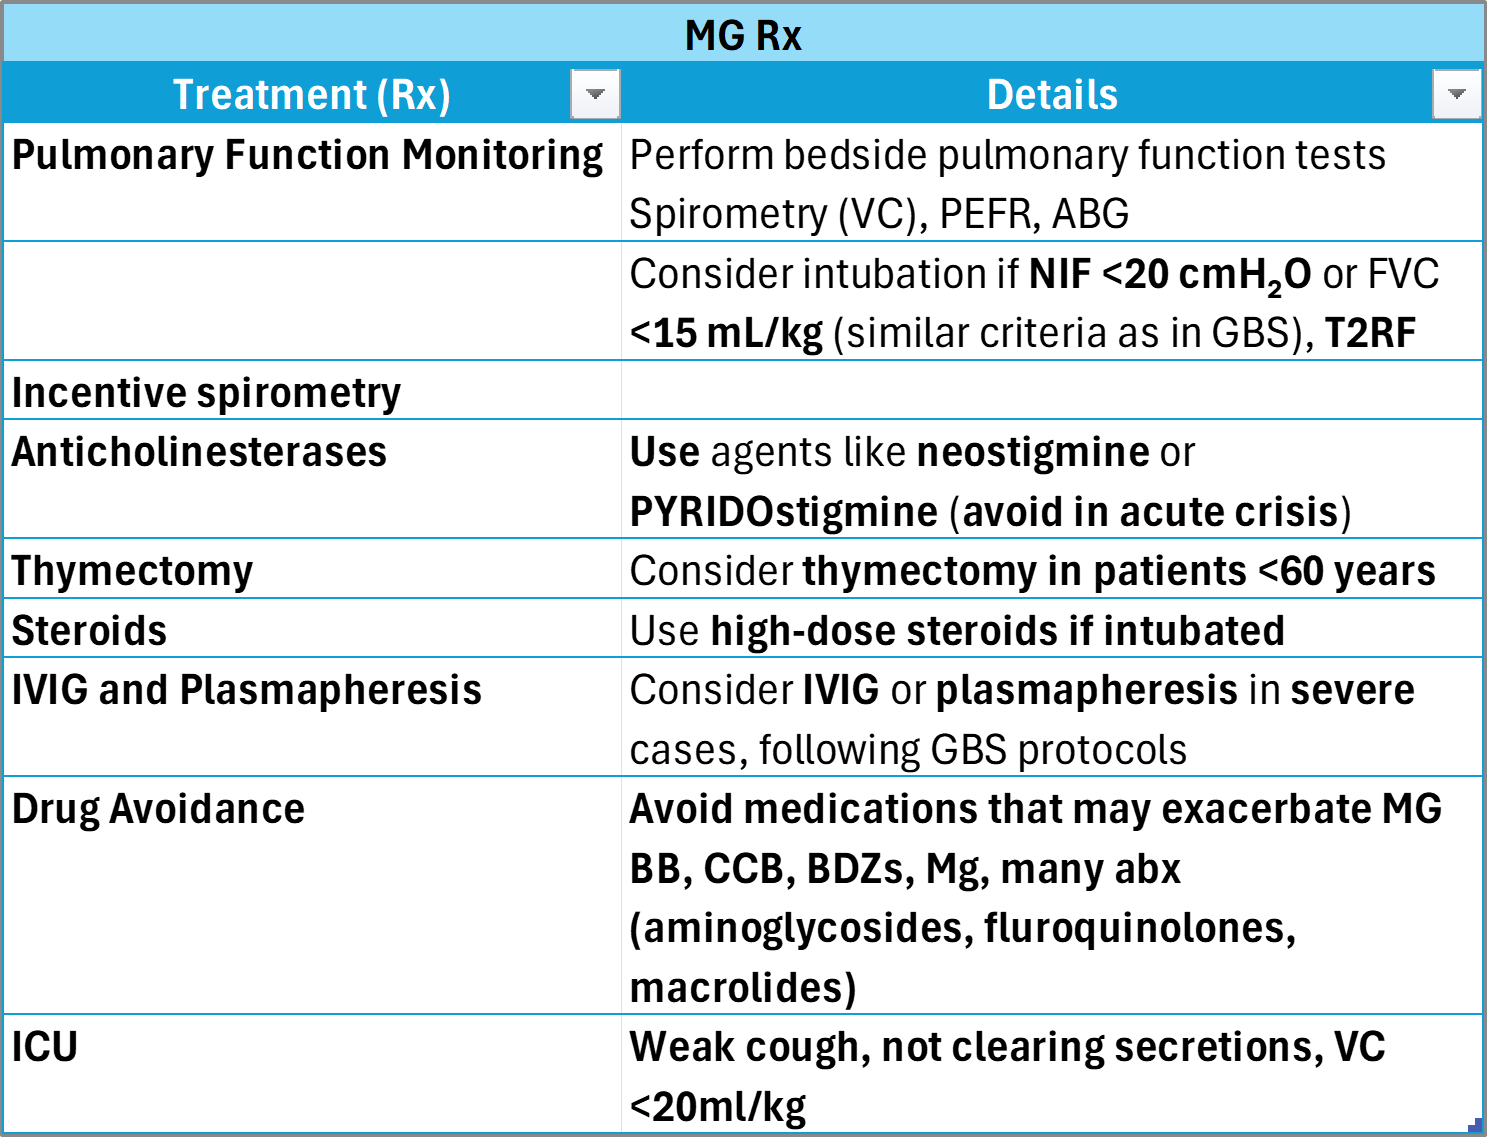 MG Rx
Treatment (Rx)
Details
Pulmonary Function Monitoring
Perform bedside pulmonary function tests
Spirometry (VC), PEFR, ABG
Consider intubation if NIF <20 cmH₂O or FVC
<15 mL/kg (similar criteria as in GBS), T2RF
Incentive spirometry
Anticholinesterases
Use agents like neostigmine or
PYRIDOstigmine (avoid in acute crisis)
Thymectomy
Consider thymectomy in patients <60 years
Steroids
Use high-dose steroids if intubated
IVIG and Plasmapheresis
Consider IVIG or plasmapheresis in severe
cases, following GBS protocols
Drug Avoidance
Avoid medications that may exacerbate MG
BB, CCB, BDZs, Mg, many abx
(aminoglycosides, fluroquinolones,
macrolides)
ICU
Weak cough, not clearing secretions, VC
<20ml/kg